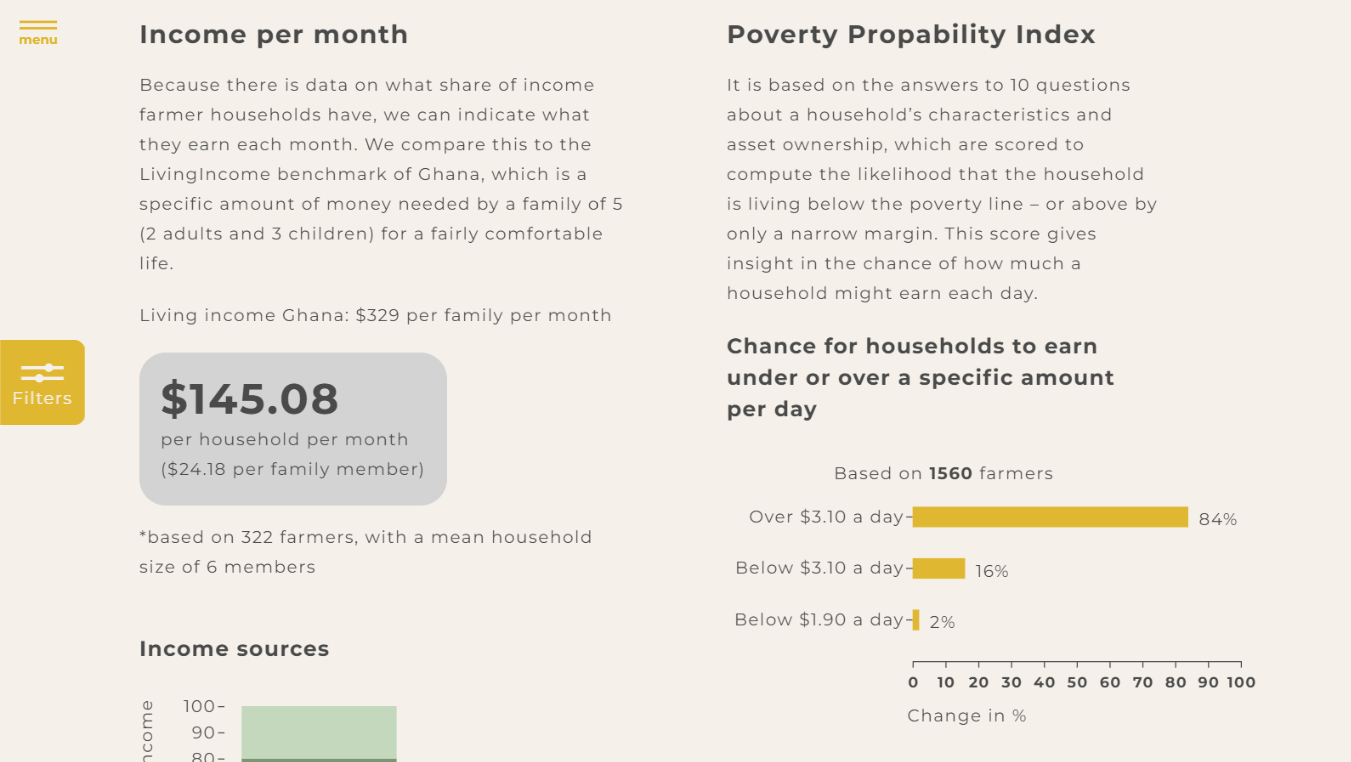 menu
Income per month
Because there is data on what share of income
farmer households have, we can indicate what
they earn each month. We compare this to the
LivingIncome benchmark of Ghana, which is a
specific amount of money needed by a family of 5
(2 adults and 3 children) for a fairly comfortable
life.
Living income Ghana: $329 per family per month
Filters
$145.08
per household per month
($24.18 per family member)
*based on 322 farmers, with a mean household
size of 6 members
Income sources
100
90
80
Poverty Propability Index
It is based on the answers to 10 questions
about a household’s characteristics and
asset ownership, which are scored to
compute the likelihood that the household
is living below the poverty line – or above by
only a narrow margin. This score gives
insight in the chance of how much a
household might earn each day.
Chance for households to earn
under or over a specific amount
per day
Based on 1560 farmers
Over $3.10 a day 84%
Below $3.10 a day 16%
Below $1.90 a day 2%
0 10 20 30 40 50 60 70 80 90 100
Change in %